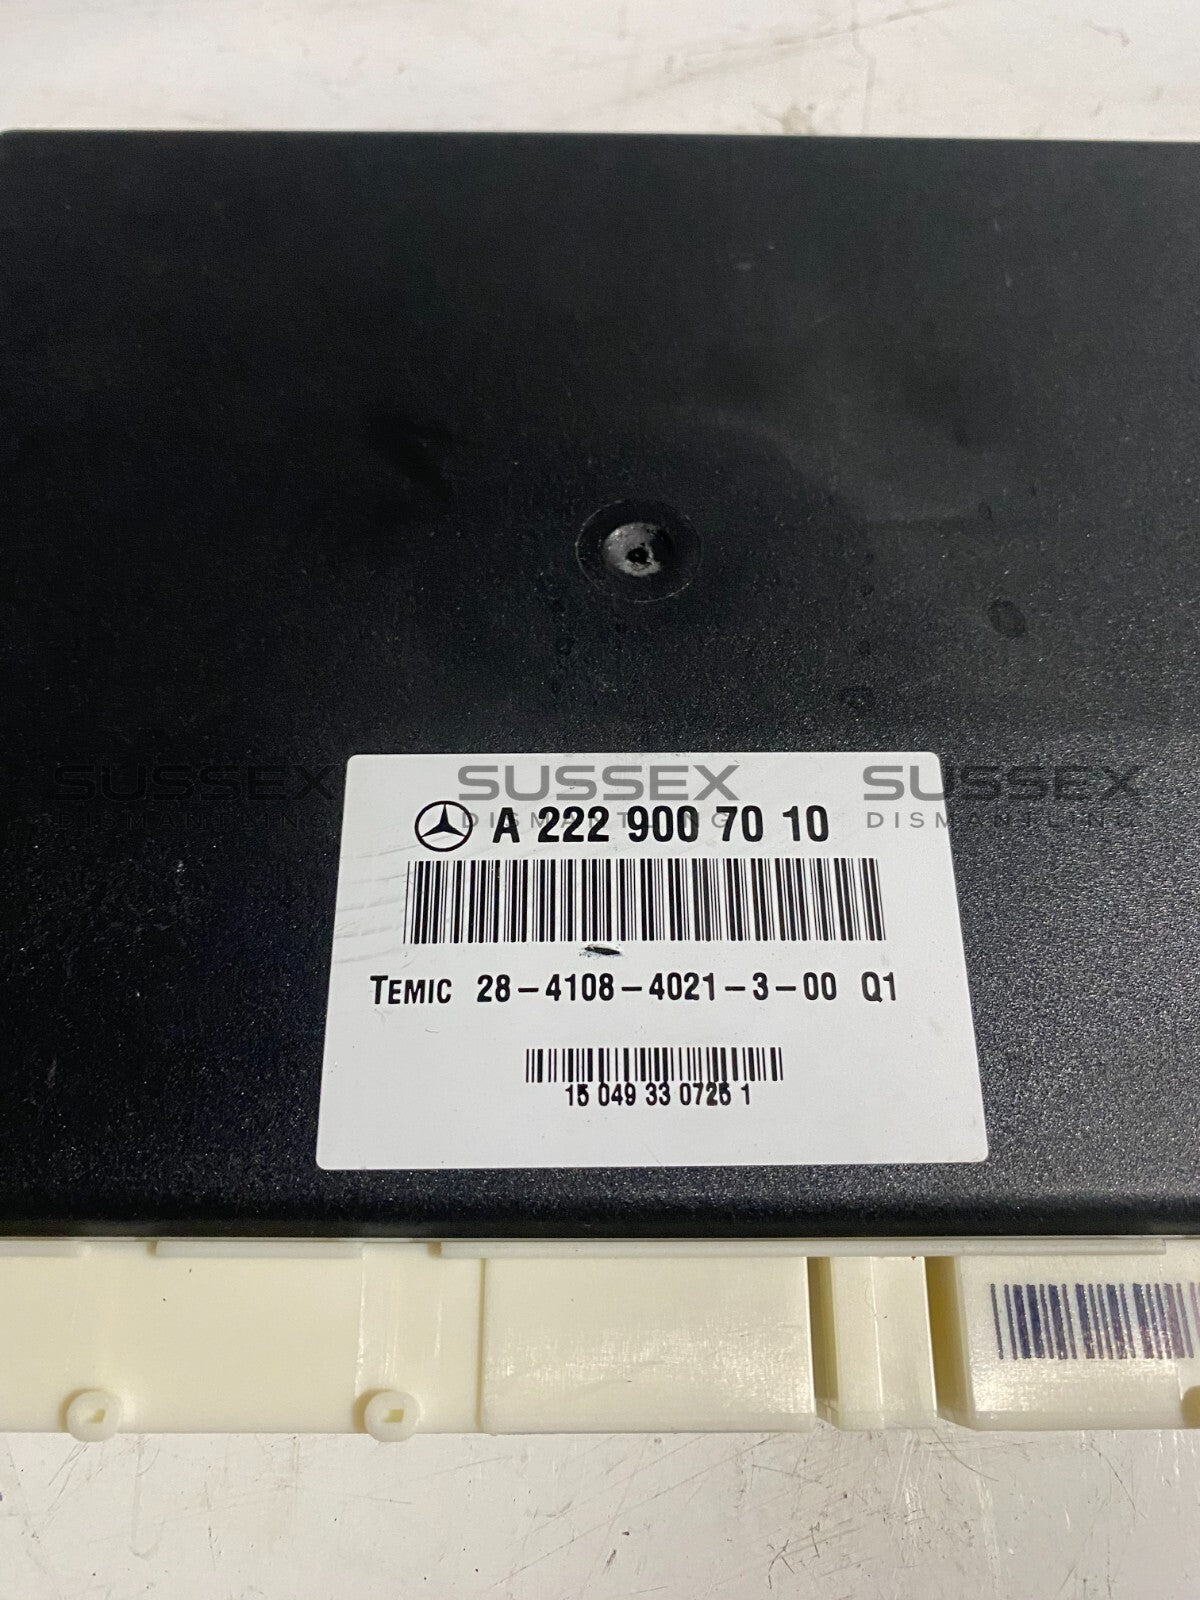 SUSSEX SUSSEX SUSSEX
DISMANTLING DISMANTLING DISMANTLING
A 222 900 70 10
TEMIC 28-4108-4021-3-00 Q1
15 049 33 0725 1